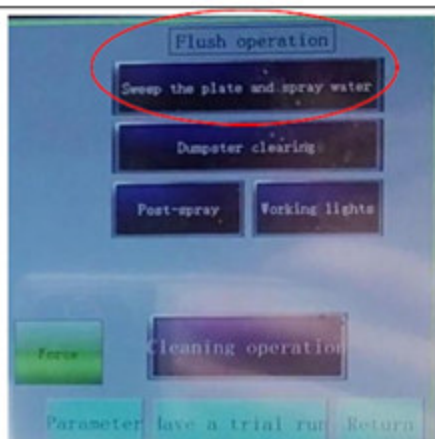 Flush operation
Sweep the plate and spray water
Dumpster clearing
Post-spray Working lights
Force
Cleaning operation
Parameter Have a trial run Return